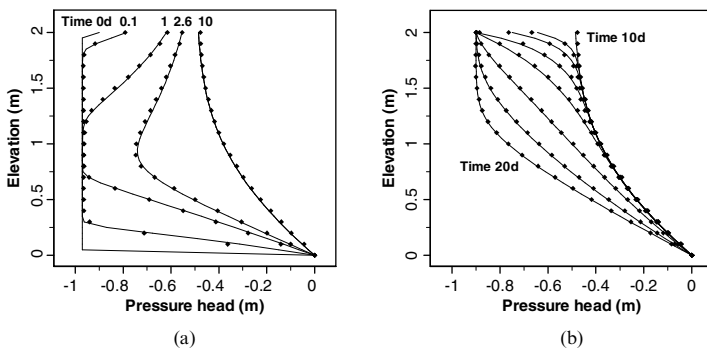 Time 0d 0.1 1 2.6 10
2
1.5
1
0.5
0
Elevation (m)
-1 -0.8 -0.6 -0.4 -0.2 0
Pressure head (m)
(a)
Time 10d
Time 20d
2
1.5
1
0.5
0
Elevation (m)
-1 -0.8 -0.6 -0.4 -0.2 0
Pressure head (m)
(b)